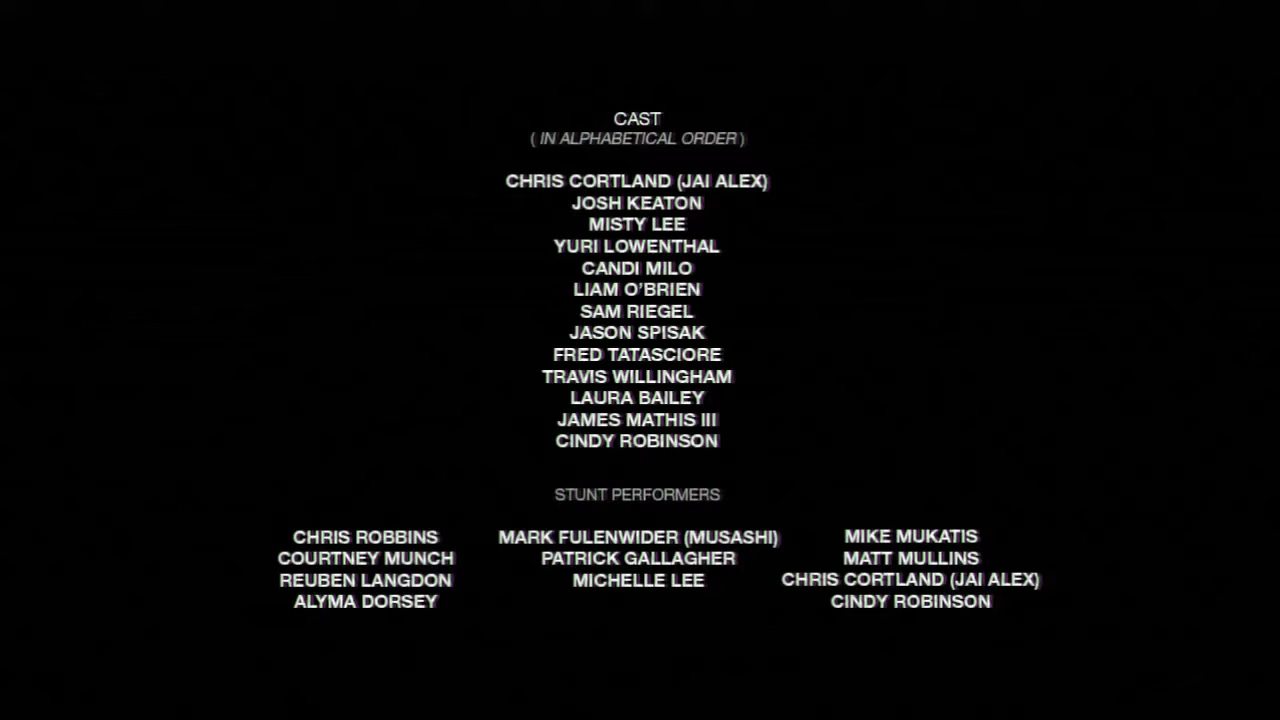 CAST
( IN ALPHABETICAL ORDER )
CHRIS CORTLAND (JAI ALEX)
JOSH KEATON
MISTY LEE
YURI LOWENTHAL
CANDI MILO
LIAM O’BRIEN
SAM RIEGEL
JASON SPISAK
FRED TATASCIORE
TRAVIS WILLINGHAM
LAURA BAILEY
JAMES MATHIS III
CINDY ROBINSON
STUNT PERFORMERS
CHRIS ROBBINS
COURTNEY MUNCH
REUBEN LANGDON
ALYMA DORSEY
MARK FULENWIDER (MUSASHI)
PATRICK GALLAGHER
MICHELLE LEE
MIKE MUKATIS
MATT MULLINS
CHRIS CORTLAND (JAI ALEX)
CINDY ROBINSON